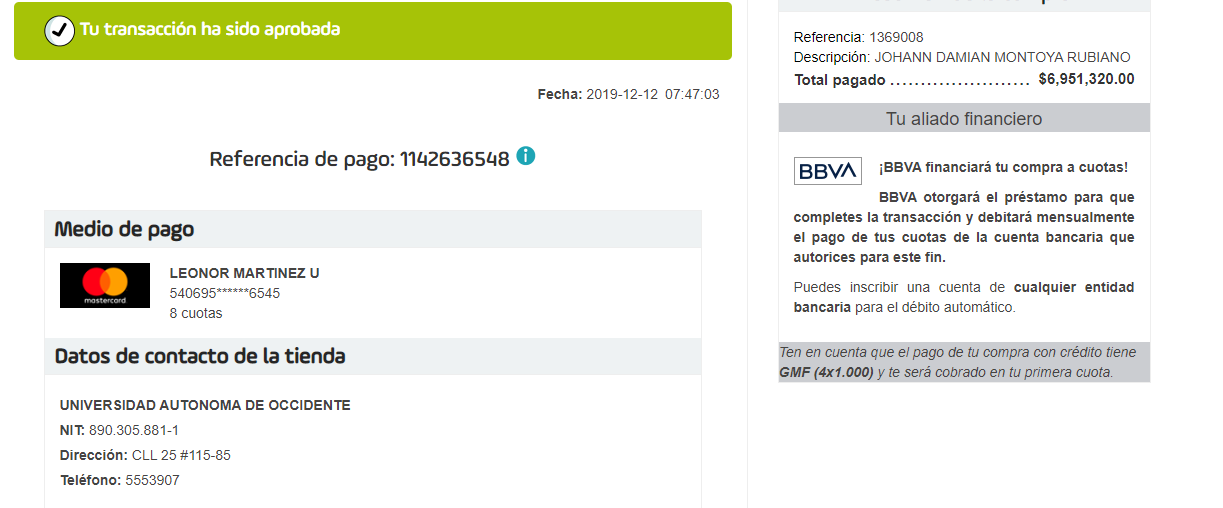 Tu transacción ha sido aprobada
Fecha: 2019-12-12 07:47:03
Referencia de pago: 1142636548
Medio de pago
mastercard
LEONOR MARTINEZ U
540695******6545
8 cuotas
Datos de contacto de la tienda
UNIVERSIDAD AUTONOMA DE OCCIDENTE
NIT: 890.305.881-1
Dirección: CLL 25 #115-85
Teléfono: 5553907
Referencia: 1369008
Descripción: JOHANN DAMIAN MONTOYA RUBIANO
Total pagado ....................... $6,951,320.00
Tu aliado financiero
BBVA
¡BBVA financiará tu compra a cuotas!
BBVA otorgará el préstamo para que
completes la transacción y debitará mensualmente
el pago de tus cuotas de la cuenta bancaria que
autorices para este fin.
Puedes inscribir una cuenta de cualquier entidad
bancaria para el débito automático.
Ten en cuenta que el pago de tu compra con crédito tiene
GMF (4x1.000) y te será cobrado en tu primera cuota.